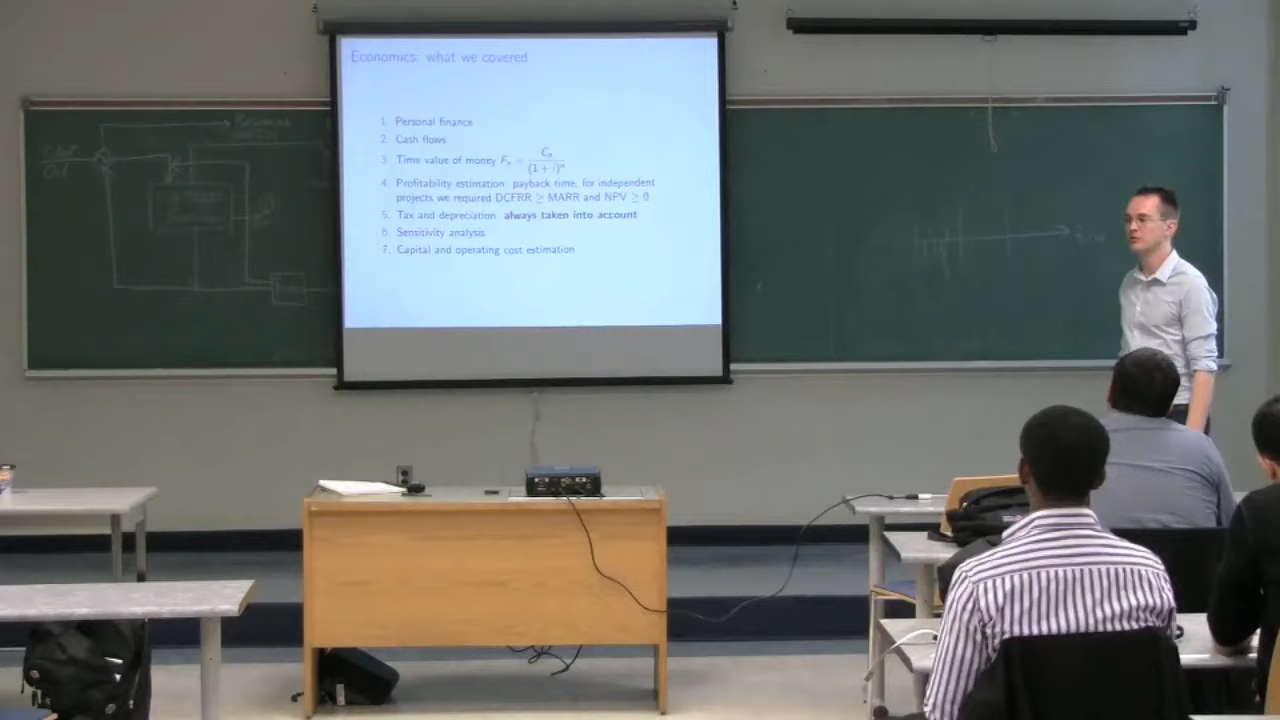 Economics: what we covered
1. Personal finance
2. Cash flows
3. Time value of money Fₙ = Cₙ / (1 + i)ⁿ
4. Profitability estimation: payback time, for independent
projects we required DCFRR ≥ MARR and NPV ≥ 0
5. Tax and depreciation: always taken into account
6. Sensitivity analysis
7. Capital and operating cost estimation